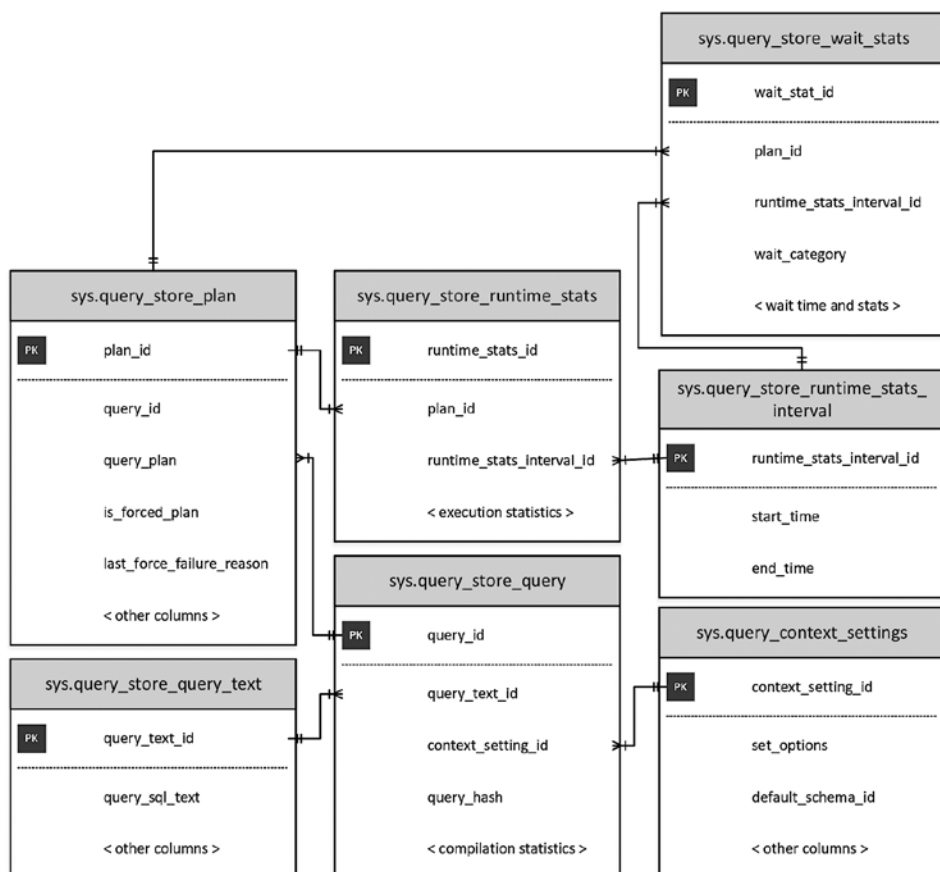 sys.query_store_wait_stats
PK wait_stat_id
plan_id
runtime_stats_interval_id
wait_category
< wait time and stats >
sys.query_store_plan
PK plan_id
query_id
query_plan
is_forced_plan
last_force_failure_reason
< other columns >
sys.query_store_runtime_stats
PK runtime_stats_id
plan_id
runtime_stats_interval_id
< execution statistics >
sys.query_store_runtime_stats_
interval
PK runtime_stats_interval_id
start_time
end_time
sys.query_store_query
PK query_id
query_text_id
context_setting_id
query_hash
< compilation statistics >
sys.query_context_settings
PK context_setting_id
set_options
default_schema_id
< other columns >
sys.query_store_query_text
PK query_text_id
query_sql_text
< other columns >